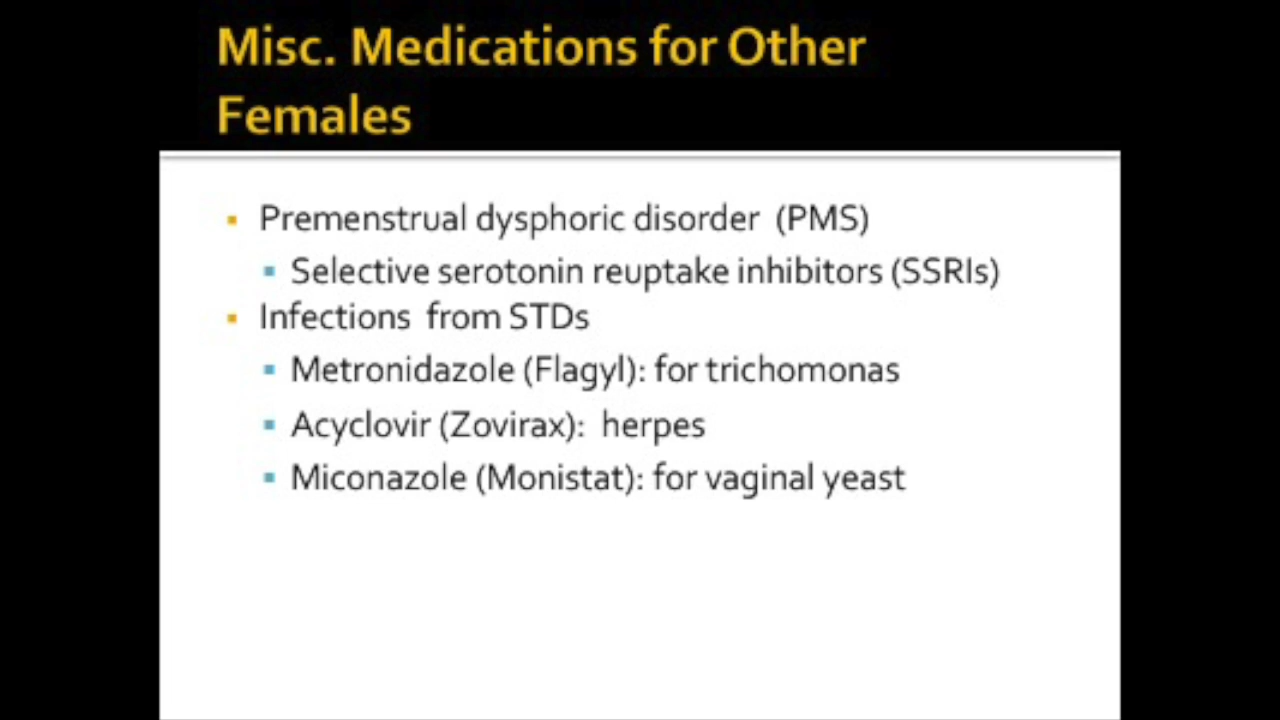 Misc. Medications for Other
Females
Premenstrual dysphoric disorder (PMS)
Selective serotonin reuptake inhibitors (SSRIs)
Infections from STDs
Metronidazole (Flagyl): for trichomonas
Acyclovir (Zovirax): herpes
Miconazole (Monistat): for vaginal yeast